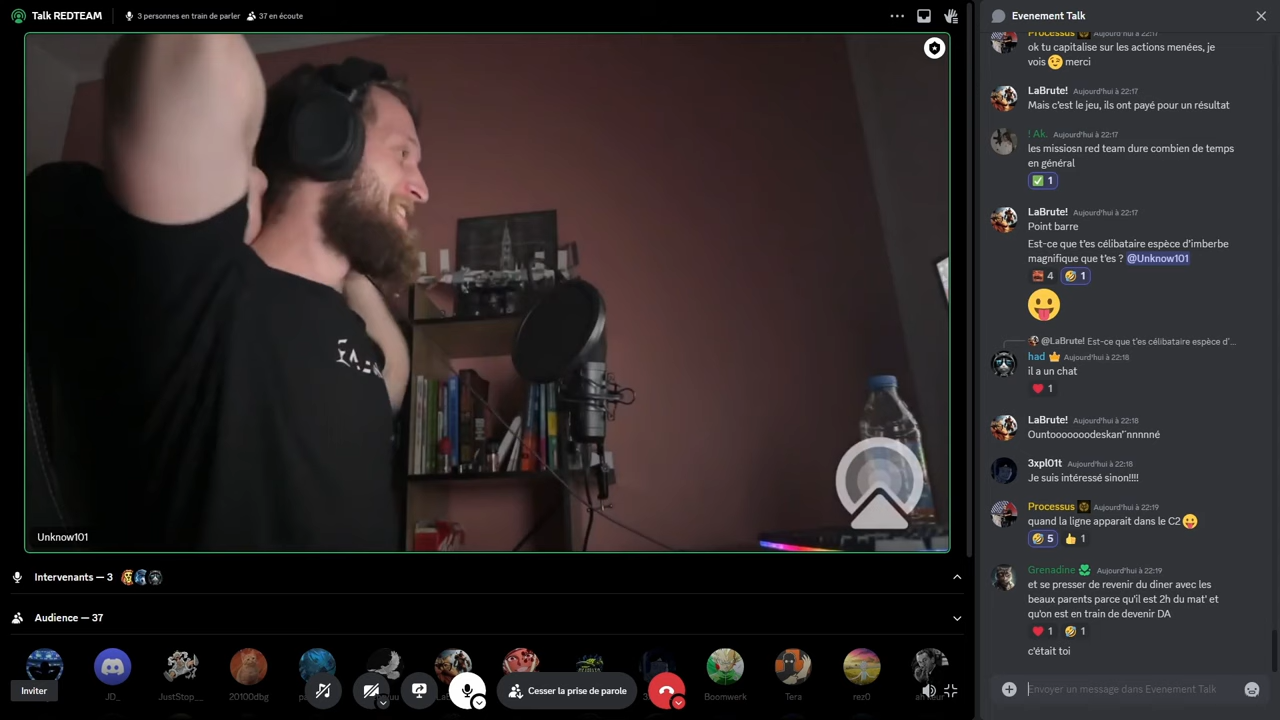 Talk REDTEAM
3 personnes en train de parler
37 en écoute
Unknow101
Intervenants — 3
Audience — 37
JD_
JustStop__
20100dbg
Boomwerk
Tera
rez0
Inviter
Cesser la prise de parole
Evenement Talk
Processus Aujourd'hui à 22:17
ok tu capitalise sur les actions menées, je
vois 😉 merci
LaBrute! Aujourd'hui à 22:17
Mais c'est le jeu, ils ont payé pour un résultat
! Ak. Aujourd'hui à 22:17
les missiosn red team dure combien de temps
en général
✅ 1
LaBrute! Aujourd'hui à 22:17
Point barre
Est-ce que t'es célibataire espèce d'imberbe
magnifique que t'es ? @Unknow101
4 🤣 1
😛
@LaBrute! Est-ce que t'es célibataire espèce d'...
had Aujourd'hui à 22:18
il a un chat
❤️ 1
LaBrute! Aujourd'hui à 22:18
Ountooooooodeskan'¨nnnnné
3xpl01t Aujourd'hui à 22:18
Je suis intéressé sinon!!!!
Processus Aujourd'hui à 22:19
quand la ligne apparait dans le C2 😛
🤣 5 👍 1
Grenadine Aujourd'hui à 22:19
et se presser de revenir du diner avec les
beaux parents parce qu'il est 2h du mat' et
qu'on est en train de devenir DA
❤️ 1 🤣 1
c'était toi
Envoyer un message dans Evenement Talk